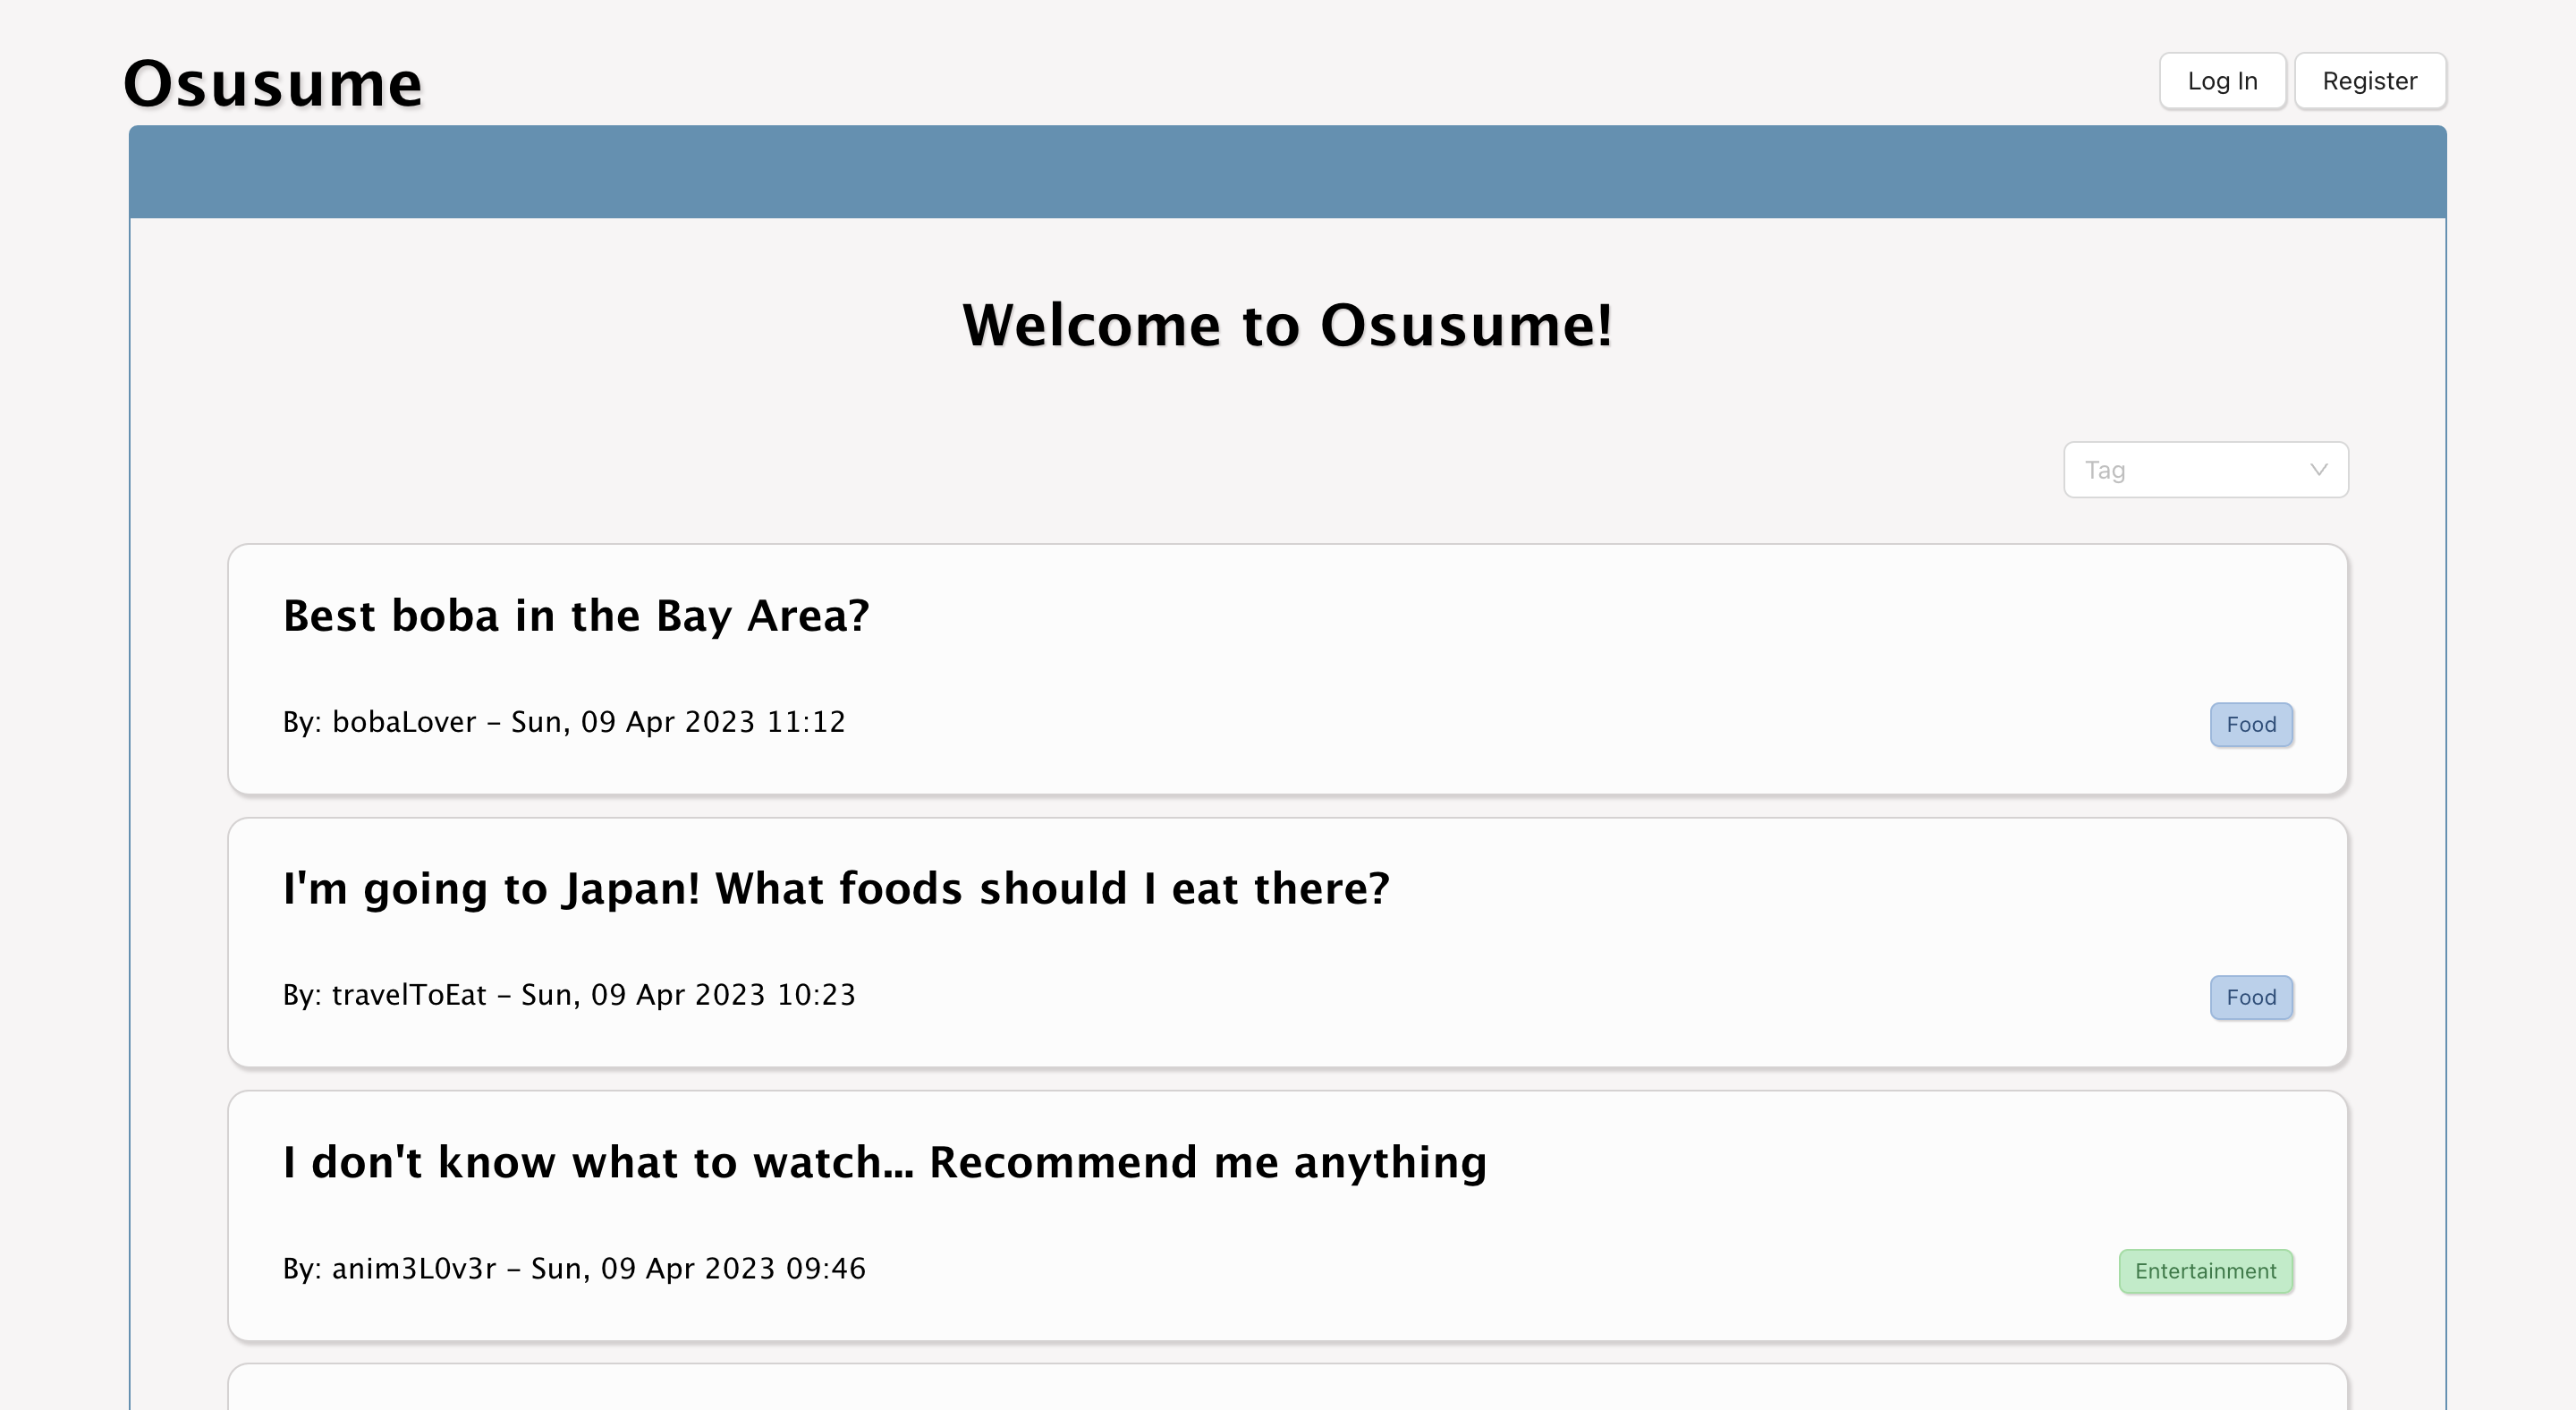 Osusume
Log In
Register
Welcome to Osusume!
Tag
Best boba in the Bay Area?
By: bobaLover – Sun, 09 Apr 2023 11:12
Food
I'm going to Japan! What foods should I eat there?
By: travelToEat – Sun, 09 Apr 2023 10:23
Food
I don't know what to watch... Recommend me anything
By: anim3L0v3r – Sun, 09 Apr 2023 09:46
Entertainment